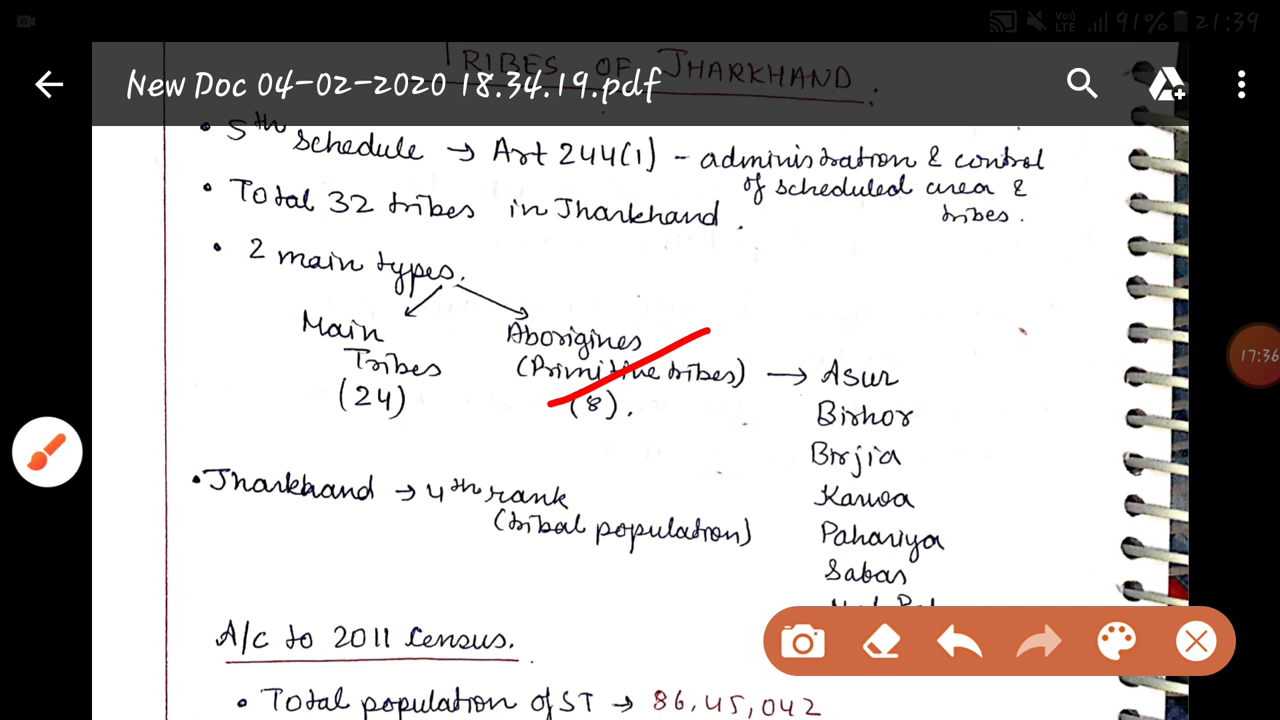 91% 21:39
TRIBES OF JHARKHAND.
New Doc 04-02-2020 18.34.19.pdf
• 5th schedule → Art 244(1) - administration & control
of scheduled area &
tribes.
• Total 32 tribes in Jharkhand.
• 2 main types.
Main
Tribes
(24)
Aborigines
(Primitive tribes) → Asur
(8).
Birhor
Birjia
Karwa
Pahariya
Sabas
17:36
• Jharkhand → 4th rank
(tribal population)
A/c to 2011 Census.
• Total population of ST → 86,45,042